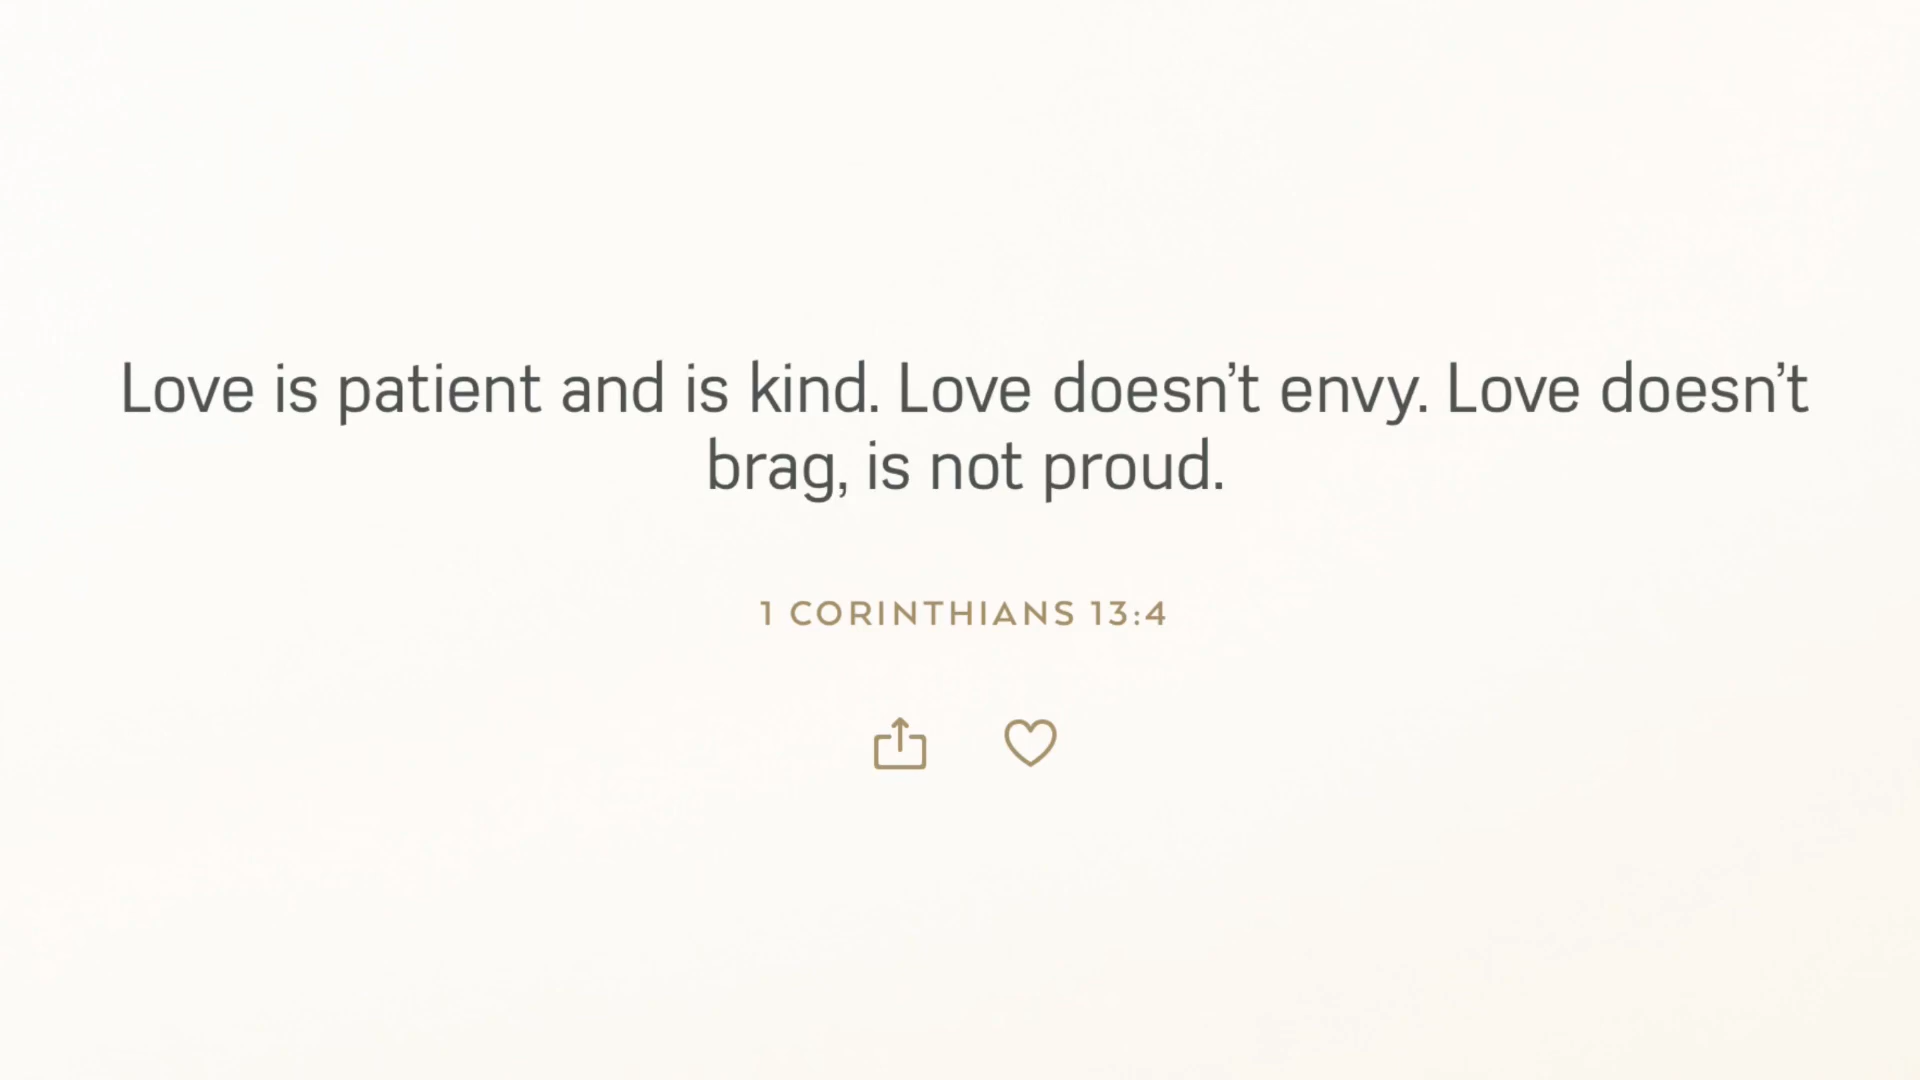 Love is patient and is kind. Love doesn’t envy. Love doesn’t
brag, is not proud.
1 CORINTHIANS 13:4